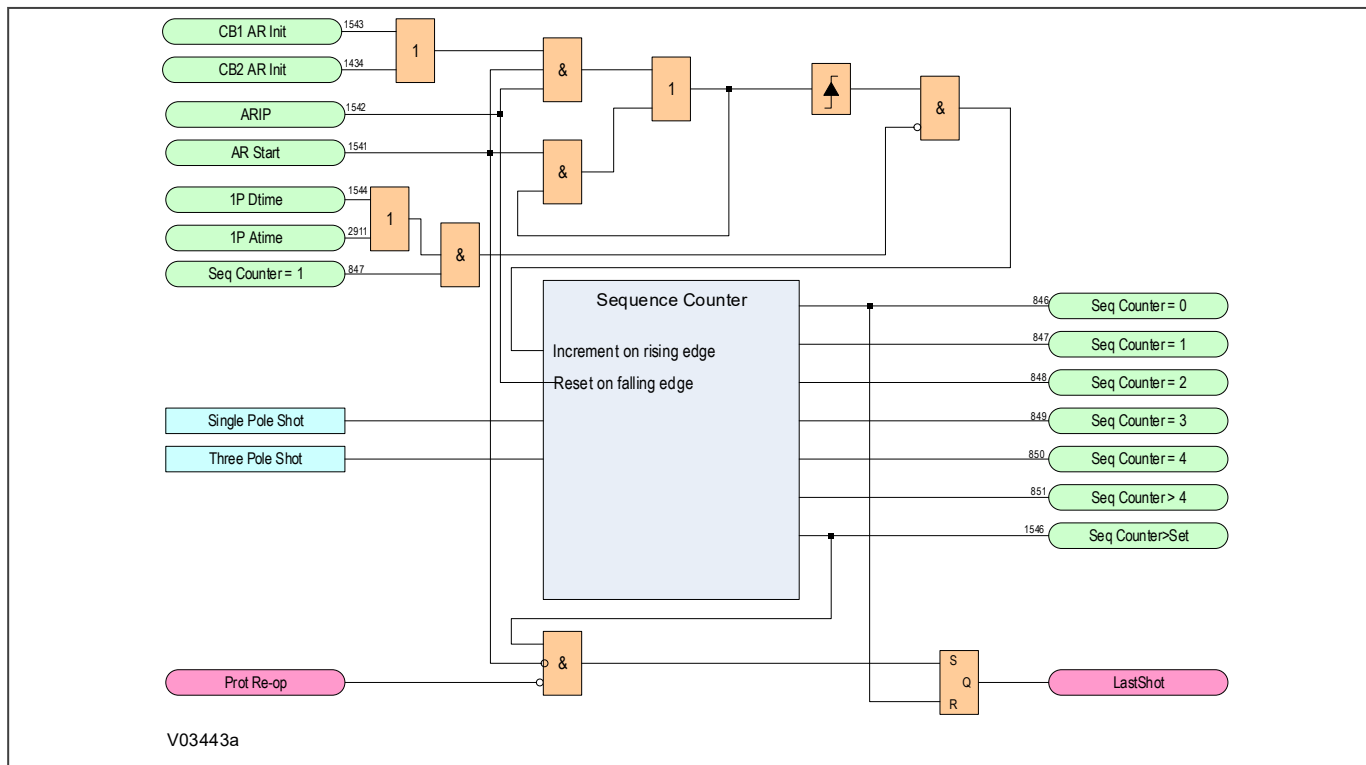 CB1 AR Init
1543
1
CB2 AR Init
1434
&
1
&
ARIP
1542
AR Start
1541
&
1P Dtime
1544
1
1P Atime
2911
&
Seq Counter = 1
847
Sequence Counter
Increment on rising edge
Reset on falling edge
846
Seq Counter = 0
847
Seq Counter = 1
848
Seq Counter = 2
849
Seq Counter = 3
850
Seq Counter = 4
851
Seq Counter > 4
1546
Seq Counter>Set
Single Pole Shot
Three Pole Shot
&
Prot Re-op
S
Q
R
LastShot
V03443a